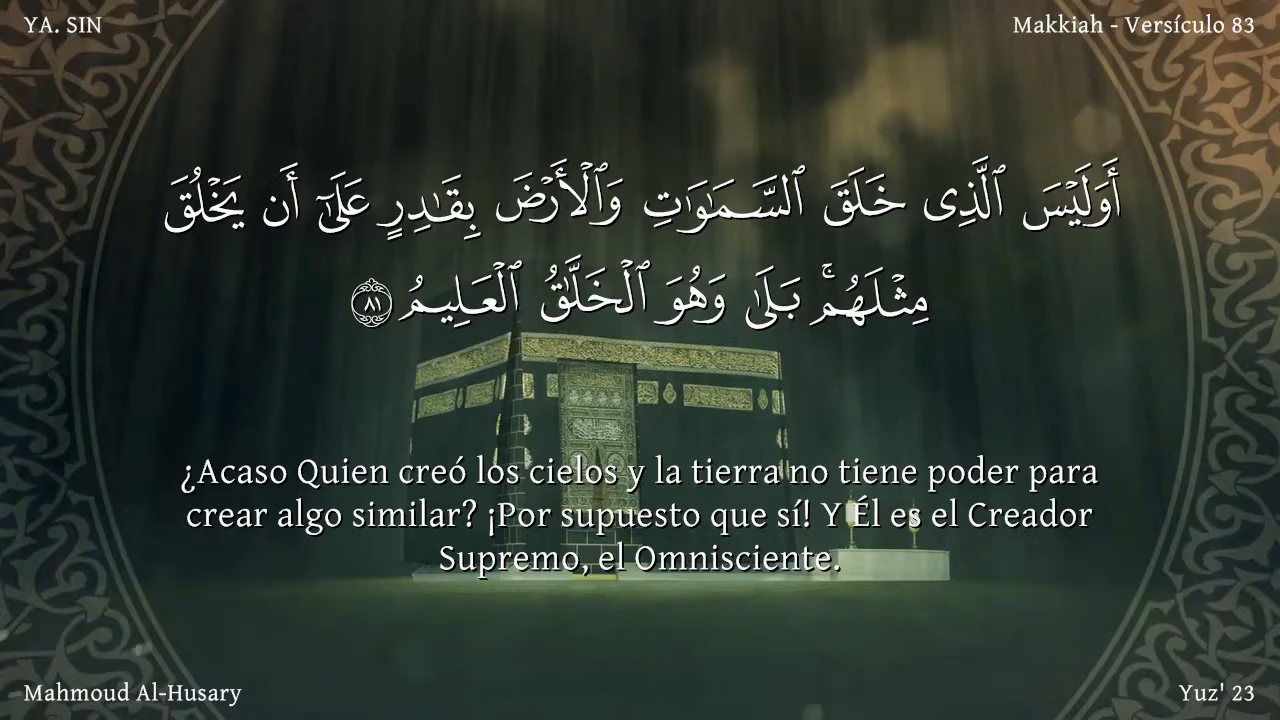 YA. SIN
Makkiah - Versículo 83
أَوَلَيْسَ ٱلَّذِى خَلَقَ ٱلسَّمَـٰوَٰتِ وَٱلْأَرْضَ بِقَـٰدِرٍ عَلَىٰٓ أَن يَخْلُقَ
مِثْلَهُم ۚ بَلَىٰ وَهُوَ ٱلْخَلَّـٰقُ ٱلْعَلِيمُ ٨١
¿Acaso Quien creó los cielos y la tierra no tiene poder para
crear algo similar? ¡Por supuesto que sí! Y Él es el Creador
Supremo, el Omnisciente.
Mahmoud Al-Husary
Yuz' 23